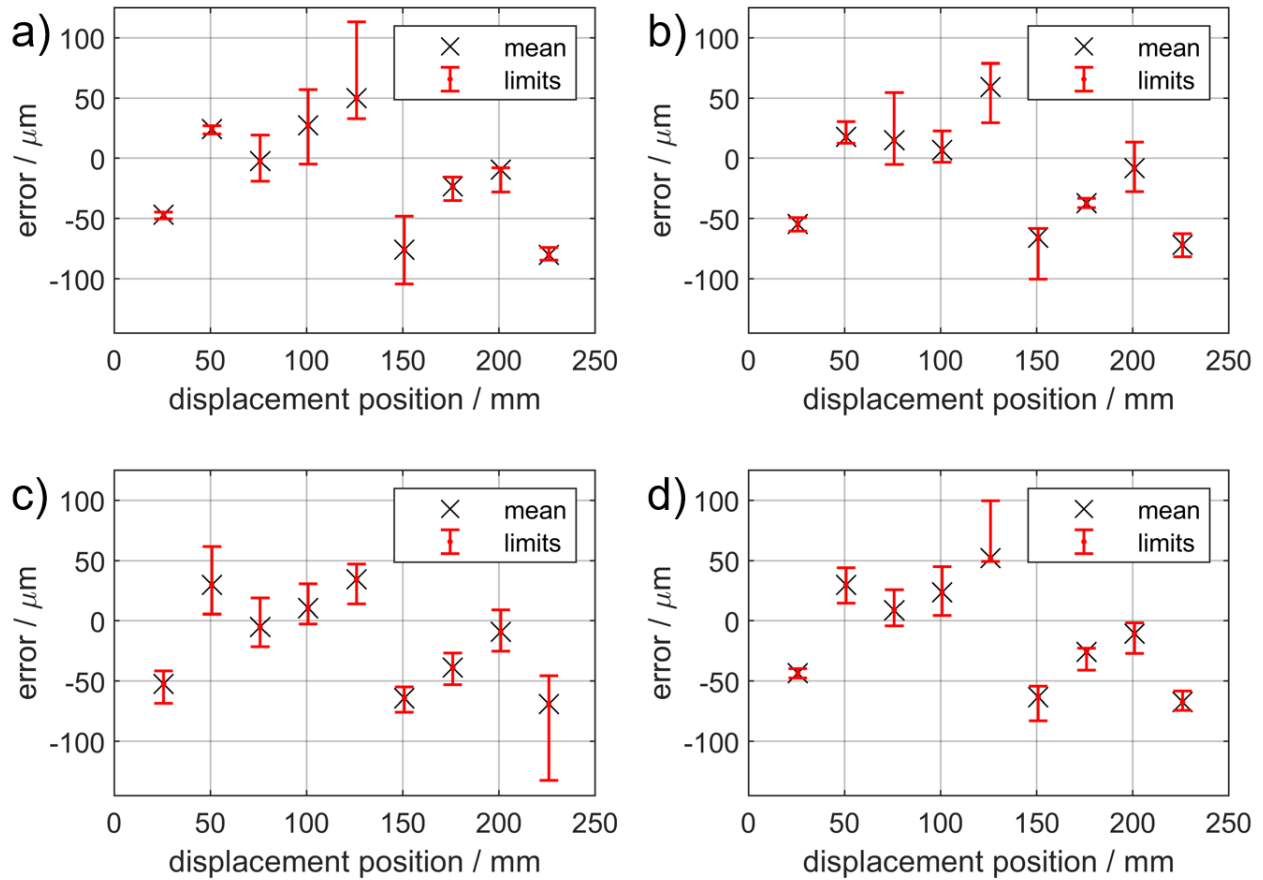 a)
100
50
0
-50
-100
error / μm
mean
limits
0 50 100 150 200 250
displacement position / mm
b)
100
50
0
-50
-100
error / μm
mean
limits
0 50 100 150 200 250
displacement position / mm
c)
100
50
0
-50
-100
error / μm
mean
limits
0 50 100 150 200 250
displacement position / mm
d)
100
50
0
-50
-100
error / μm
mean
limits
0 50 100 150 200 250
displacement position / mm